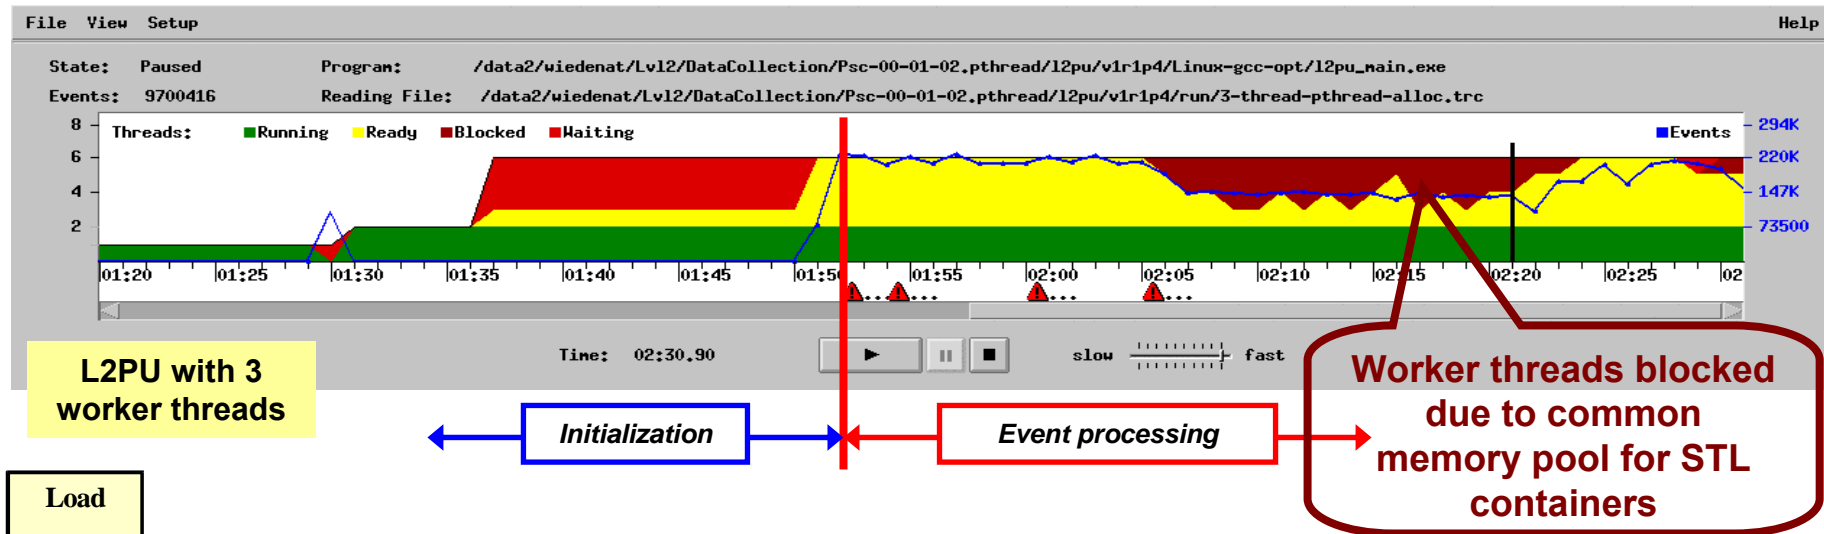 File View Setup Help
State: Paused Program: /data2/wiedenat/Lvl2/DataCollection/Psc-00-01-02.pthread/l2pu/v1r1p4/Linux-gcc-opt/l2pu_main.exe
Events: 9700416 Reading File: /data2/wiedenat/Lvl2/DataCollection/Psc-00-01-02.pthread/l2pu/v1r1p4/run/3-thread-pthread-alloc.trc
8 Threads: Running Ready Blocked Waiting Events 294K
6 220K
4 147K
2 73500
01:20 01:25 01:30 01:35 01:40 01:45 01:50 01:55 02:00 02:05 02:10 02:15 02:20 02:25 02
Time: 02:30.90 slow fast
L2PU with 3
worker threads
Initialization
Event processing
Worker threads blocked
due to common
memory pool for STL
containers
Load